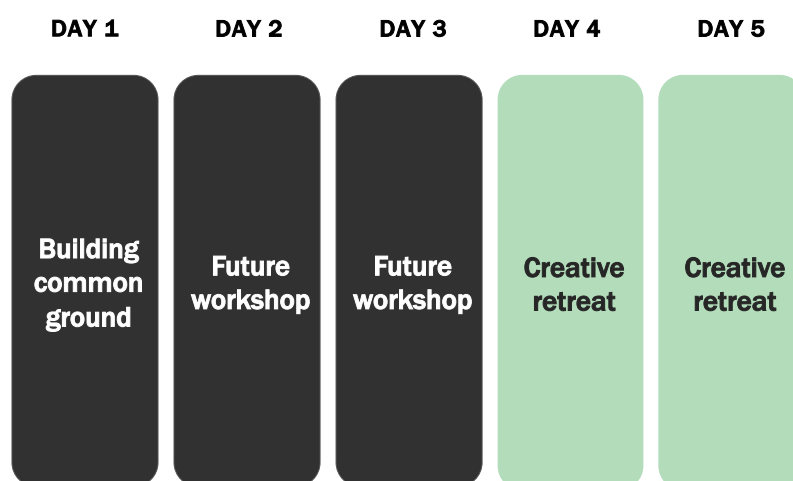 DAY 1
DAY 2
DAY 3
DAY 4
DAY 5
Building
common
ground
Future
workshop
Future
workshop
Creative
retreat
Creative
retreat